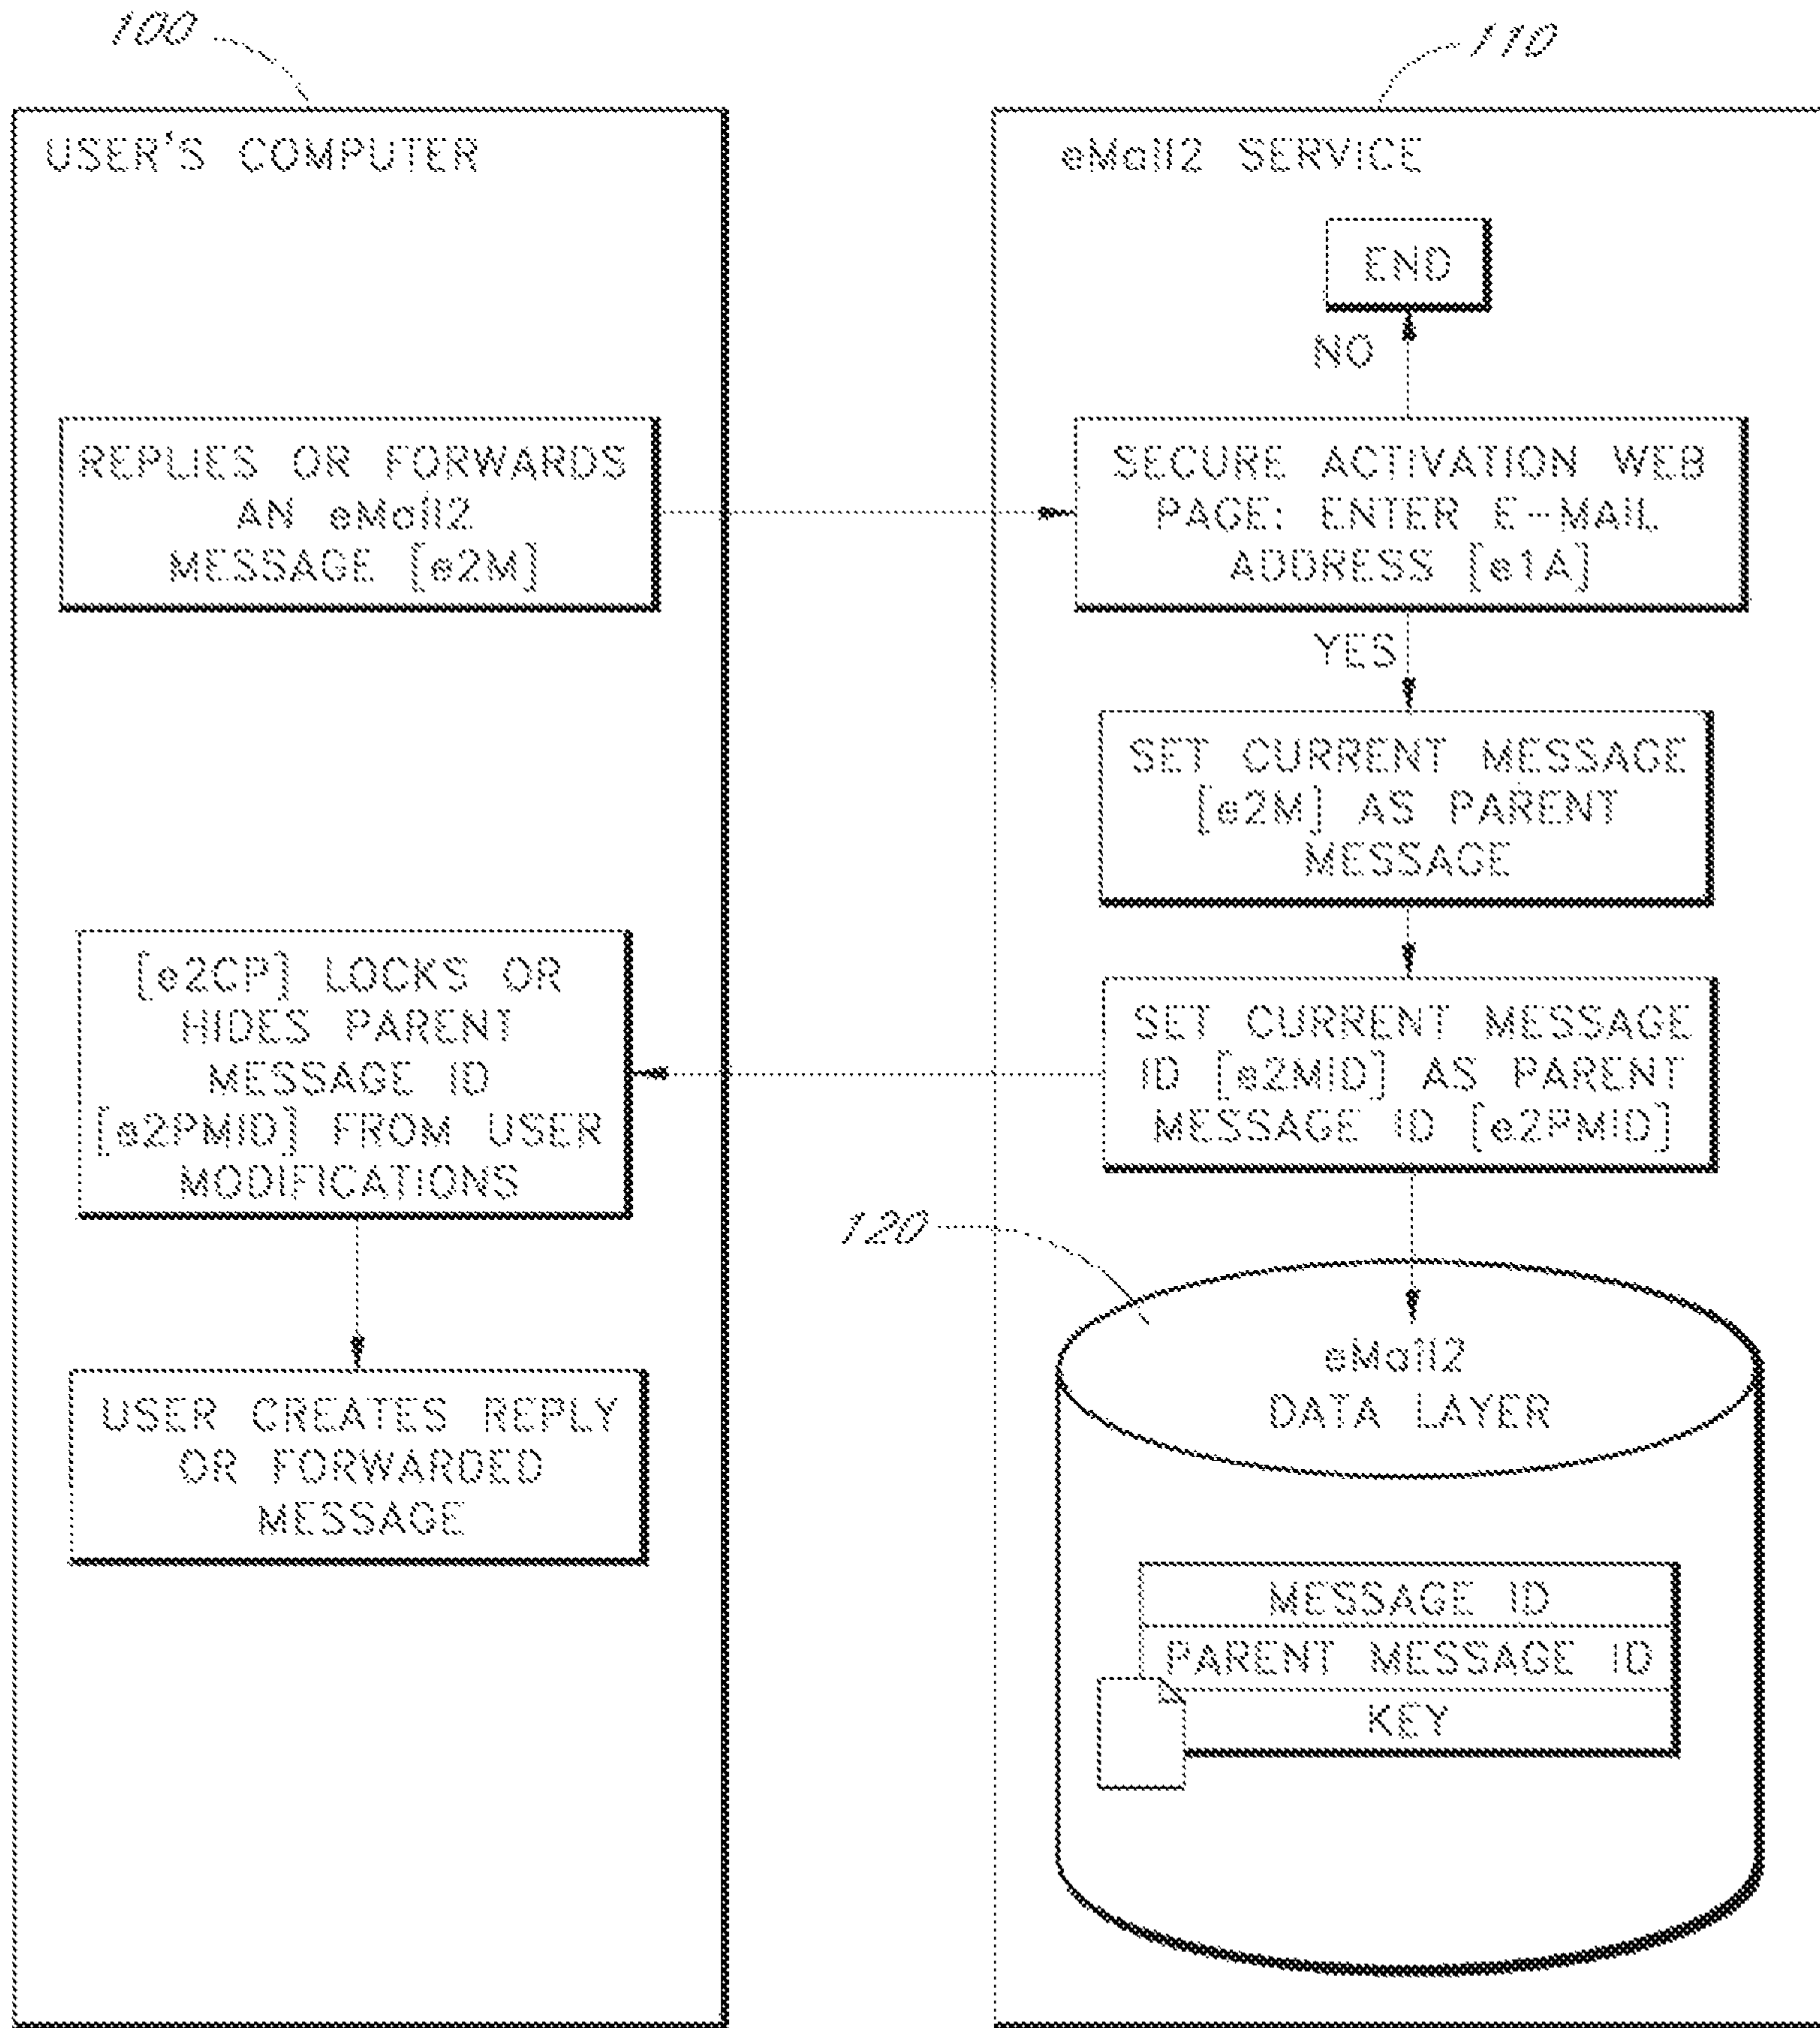 100
110
USER'S COMPUTER
eMail2 SERVICE
END
NO
REPLIES OR FORWARDS
AN eMail2
MESSAGE [e2M]
SECURE ACTIVATION WEB
PAGE: ENTER E-MAIL
ADDRESS [e1A]
YES
SET CURRENT MESSAGE
[e2M] AS PARENT
MESSAGE
[e2CP] LOCKS OR
HIDES PARENT
MESSAGE ID
[e2PMID] FROM USER
MODIFICATIONS
SET CURRENT MESSAGE
ID [e2MID] AS PARENT
MESSAGE ID [e2PMID]
120
USER CREATES REPLY
OR FORWARDED
MESSAGE
eMail2
DATA LAYER
MESSAGE ID
PARENT MESSAGE ID
KEY